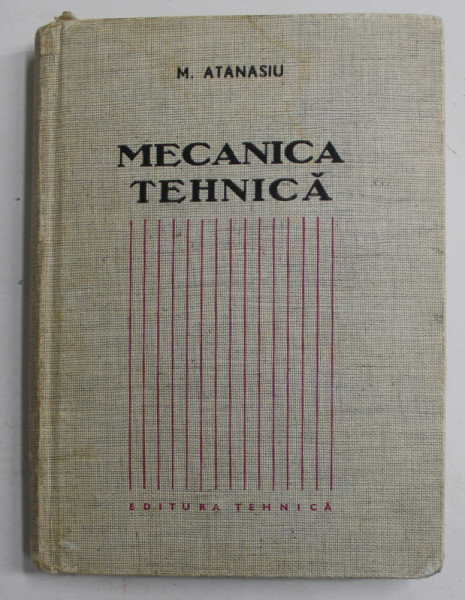 M. ATANASIU
MECANICA
TEHNICĂ
EDITURA TEHNICĂ